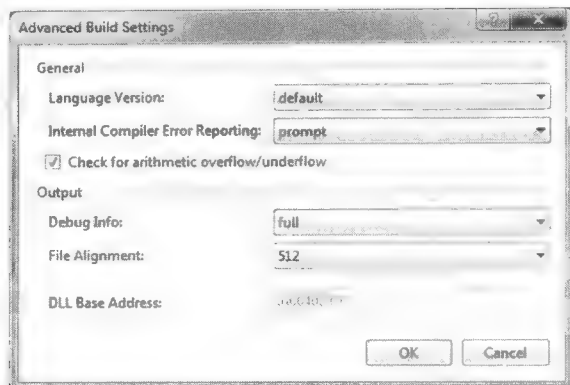 Advanced Build Settings
General
Language Version: default
Internal Compiler Error Reporting: prompt
Check for arithmetic overflow/underflow
Output
Debug Info: full
File Alignment: 512
DLL Base Address:
OK Cancel